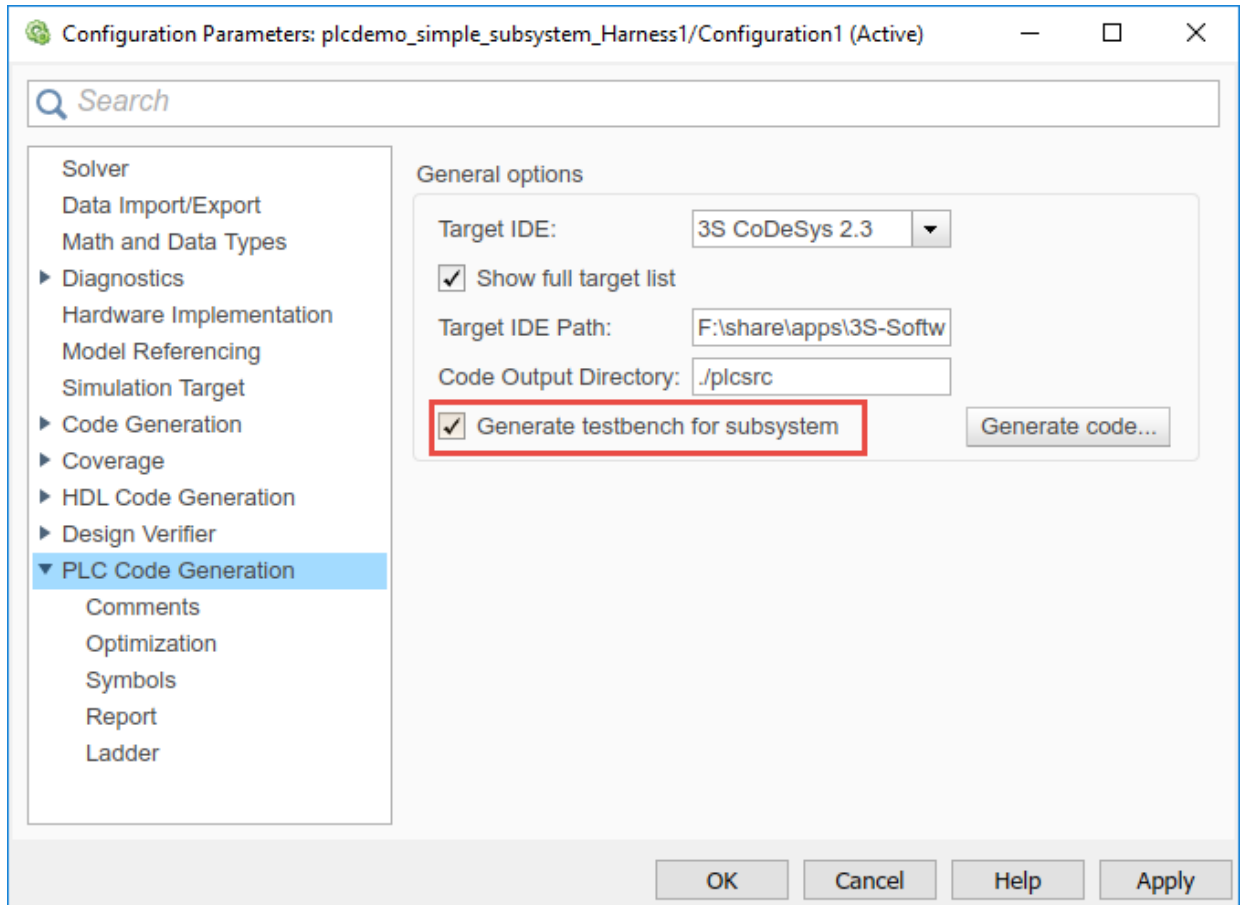 Configuration Parameters: plcdemo_simple_subsystem_Harness1/Configuration1 (Active)
Search
Solver
Data Import/Export
Math and Data Types
Diagnostics
Hardware Implementation
Model Referencing
Simulation Target
Code Generation
Coverage
HDL Code Generation
Design Verifier
PLC Code Generation
Comments
Optimization
Symbols
Report
Ladder
General options
Target IDE: 3S CoDeSys 2.3
Show full target list
Target IDE Path: F:\share\apps\3S-Softw
Code Output Directory: ./plcsrc
Generate testbench for subsystem Generate code...
OK Cancel Help Apply